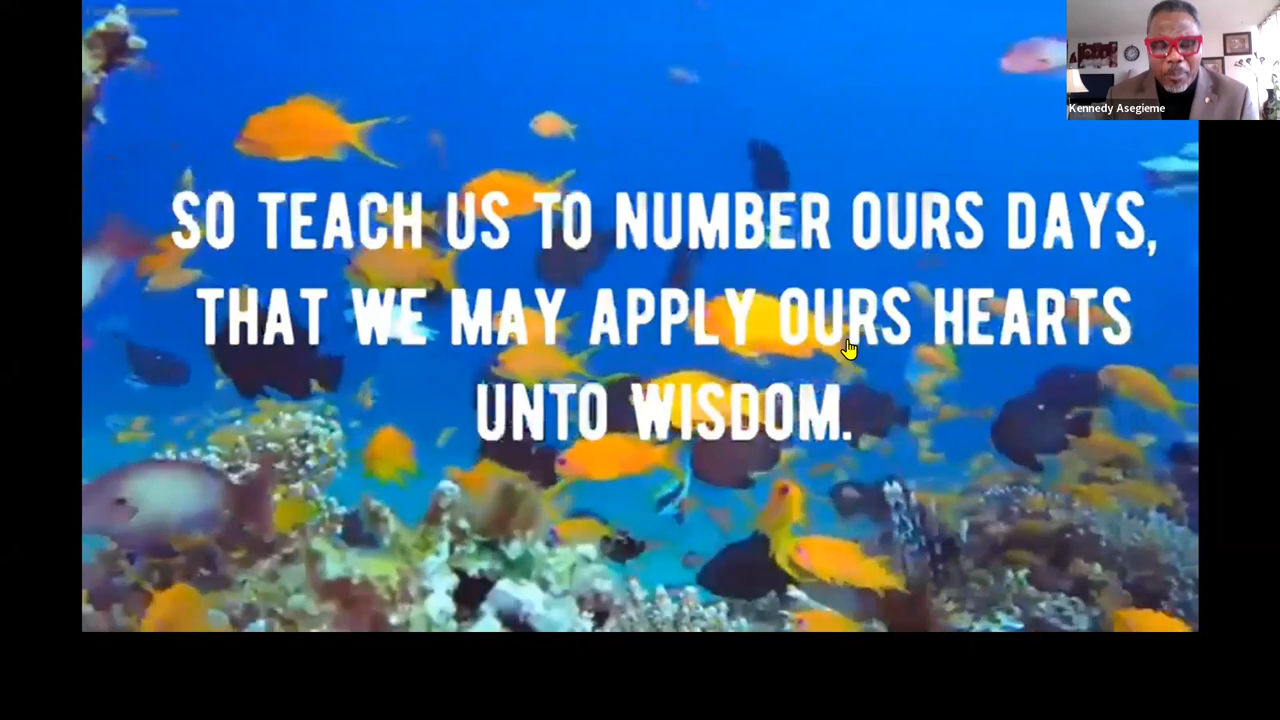 Kennedy Asegieme
SO TEACH US TO NUMBER OURS DAYS,
THAT WE MAY APPLY OURS HEARTS
UNTO WISDOM.